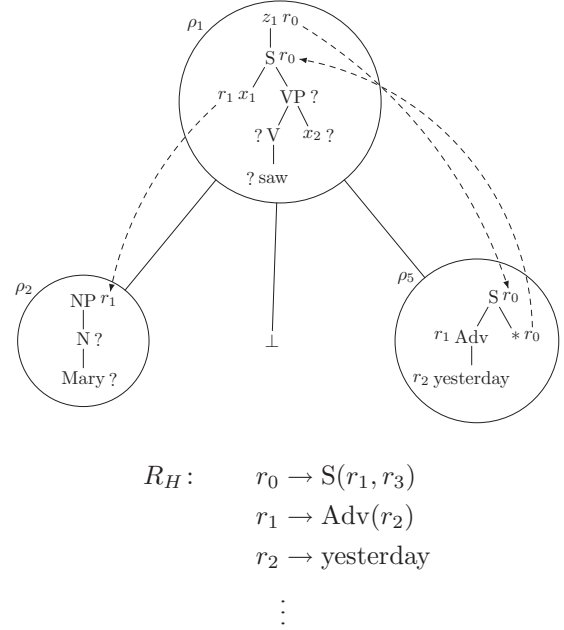 ρ₁ z₁ r₀
S r₀
r₁ x₁ VP ?
? V x₂ ?
? saw
ρ₂ ρ₅
NP r₁ S r₀
N ? ⊥ r₁ Adv * r₀
Mary ? r₂ yesterday
R_H : r₀ → S(r₁, r₃)
r₁ → Adv(r₂)
r₂ → yesterday
⋮